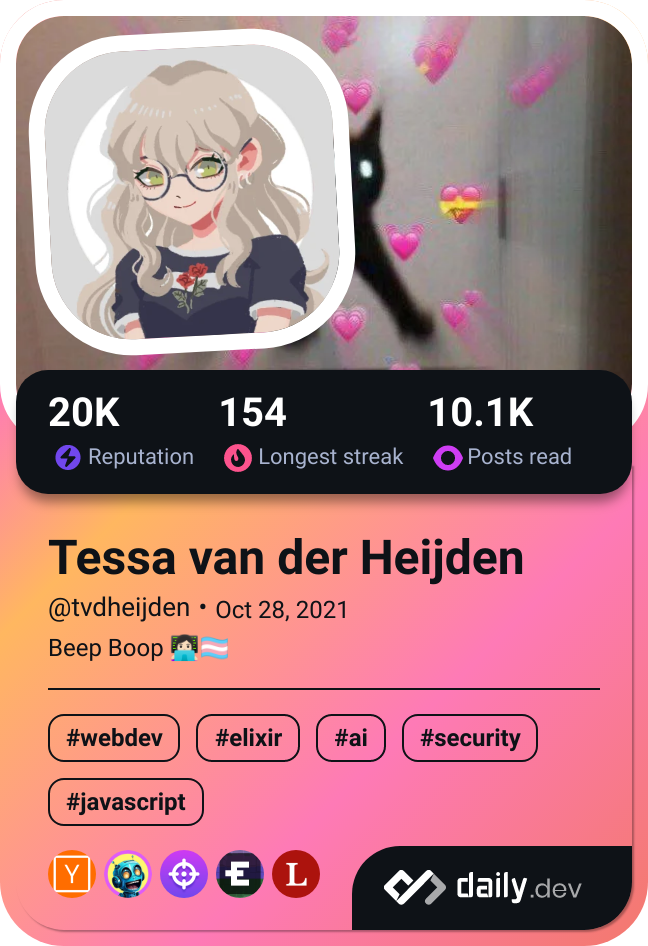 20K 154 10.1K
Reputation Longest streak Posts read
Tessa van der Heijden
@tvdheijden • Oct 28, 2021
Beep Boop 👩🏻‍💻🏳️‍⚧️
#webdev #elixir #ai #security
#javascript
Y E L
daily.dev